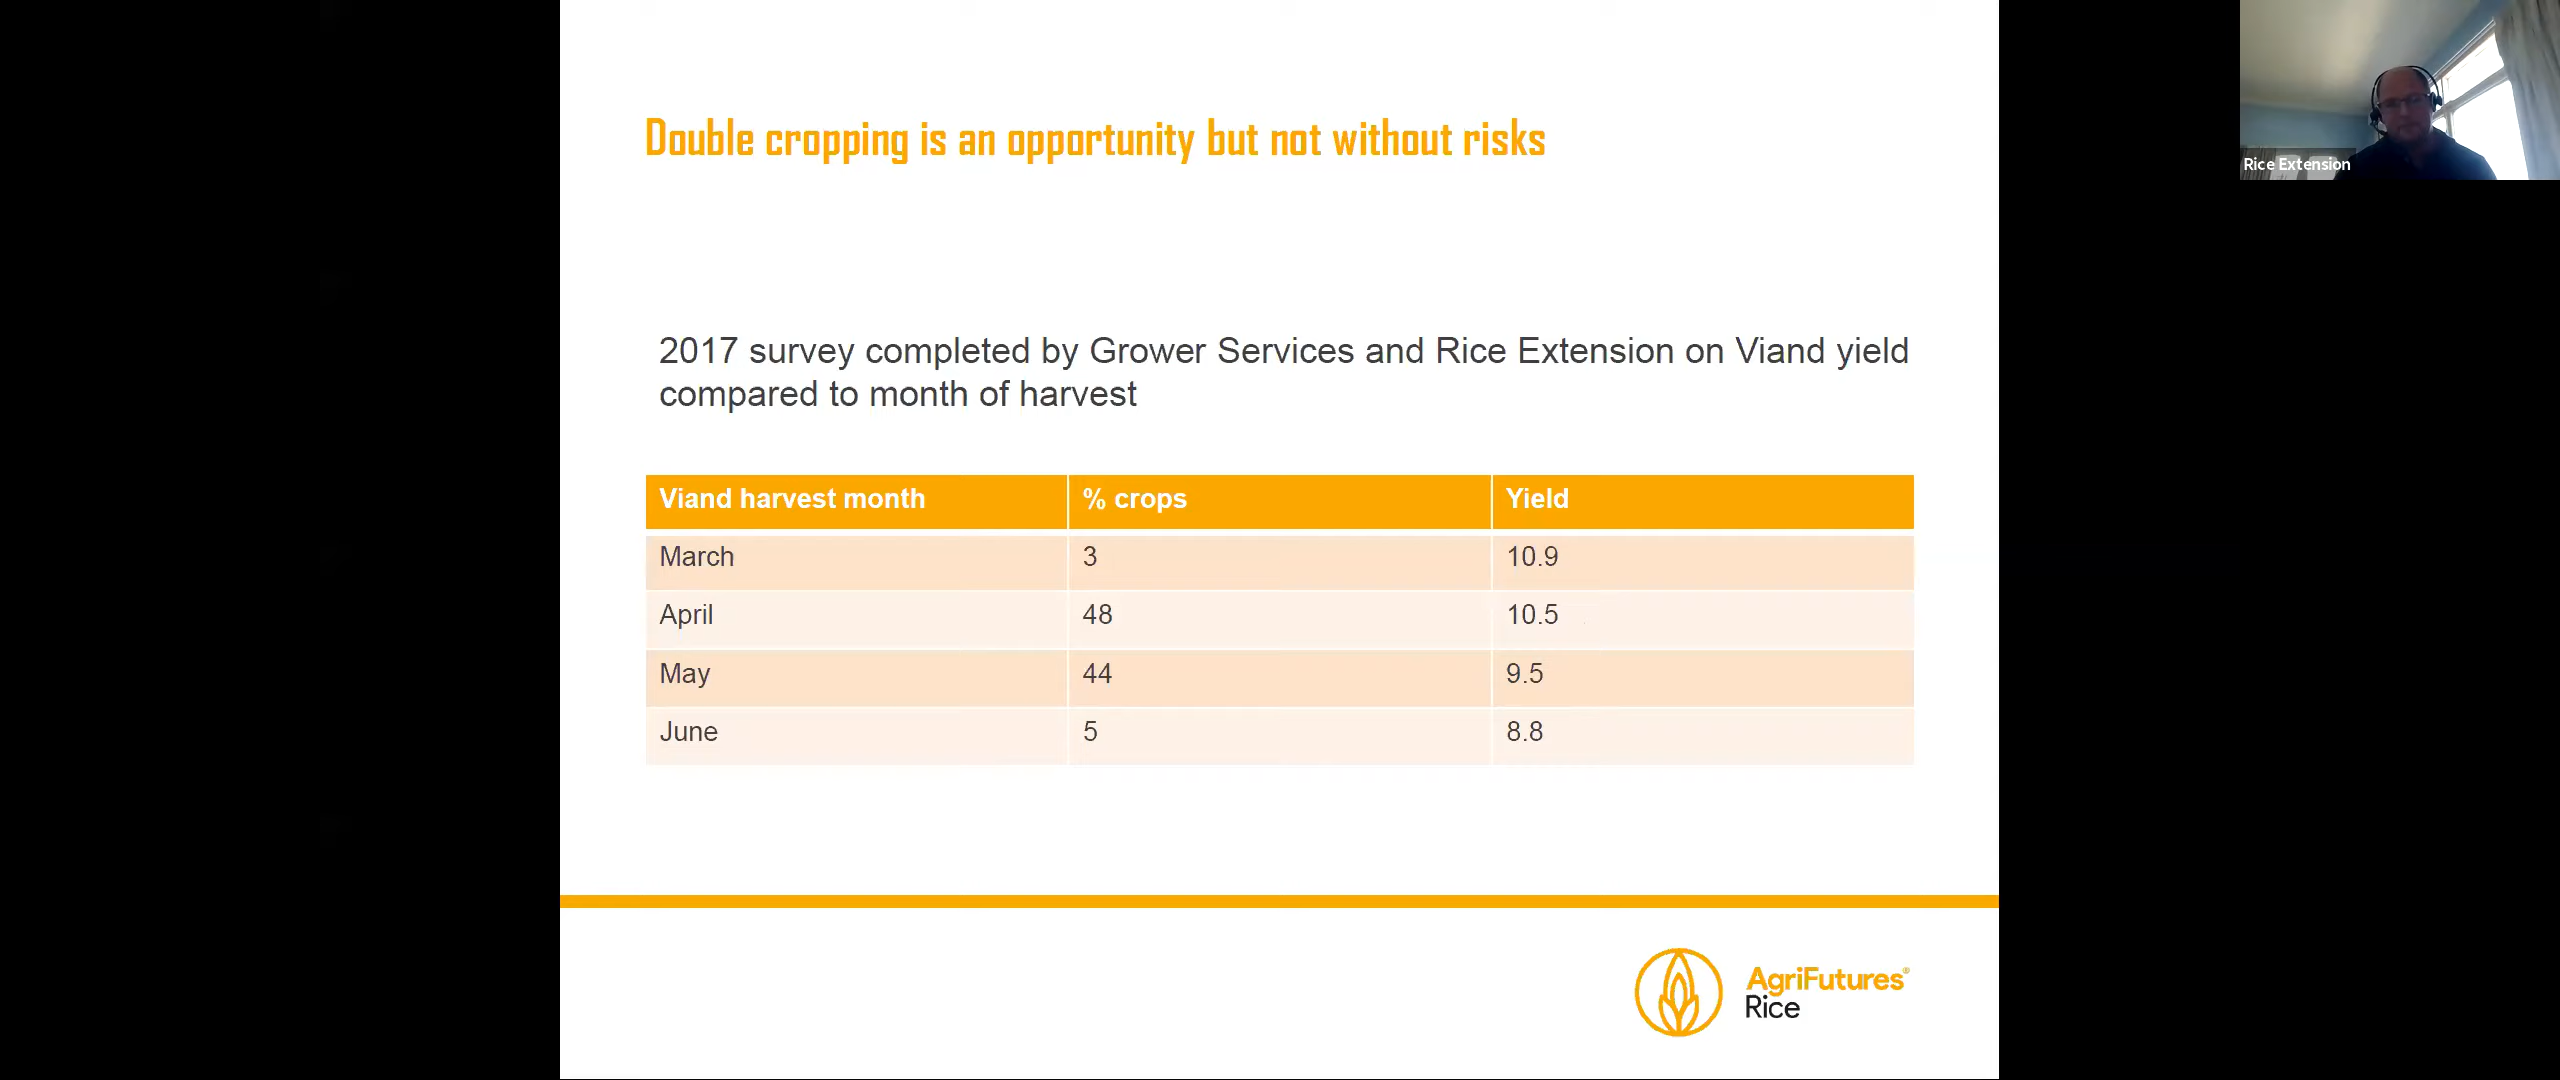 Double cropping is an opportunity but not without risks
Rice Extension
2017 survey completed by Grower Services and Rice Extension on Viand yield
compared to month of harvest
Viand harvest month % crops Yield
March 3 10.9
April 48 10.5
May 44 9.5
June 5 8.8
AgriFutures®
Rice